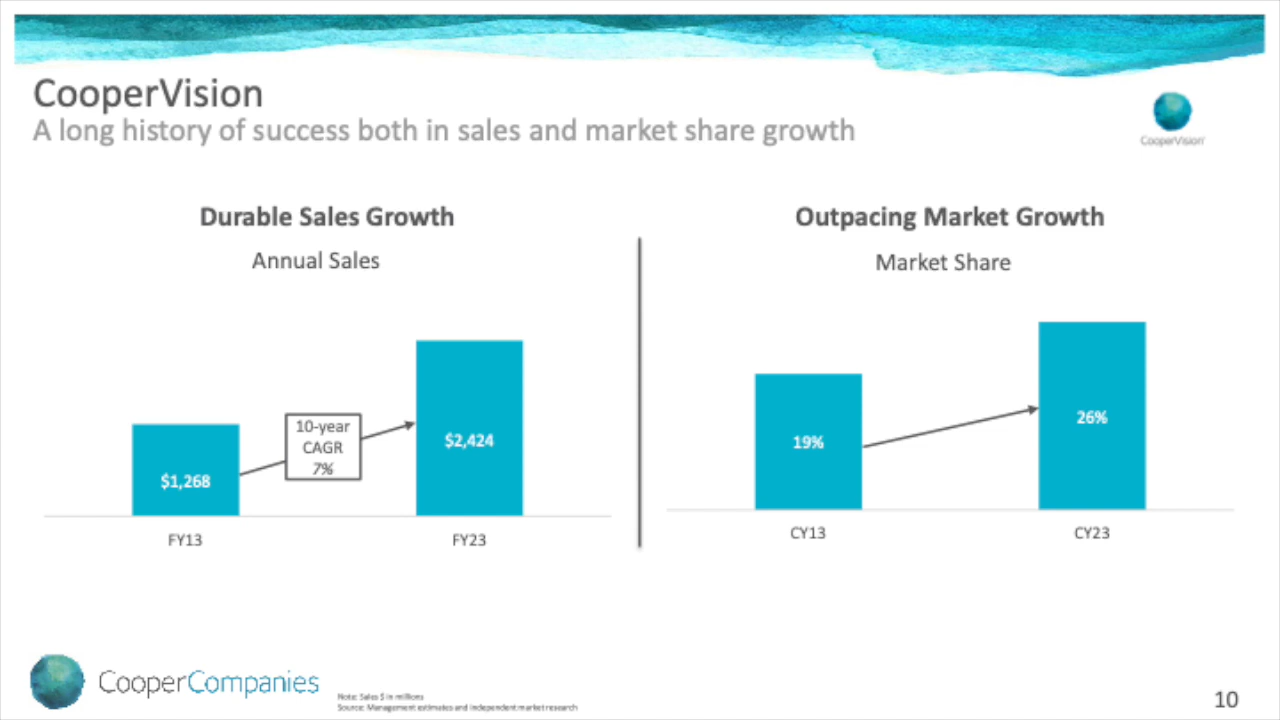 CooperVision
A long history of success both in sales and market share growth
CooperVision
Durable Sales Growth
Annual Sales
$1,268
10-year
CAGR
7%
$2,424
FY13
FY23
Outpacing Market Growth
Market Share
19%
26%
CY13
CY23
CooperCompanies
Note: Sales $ in millions
Source: Management estimates and independent market research
10